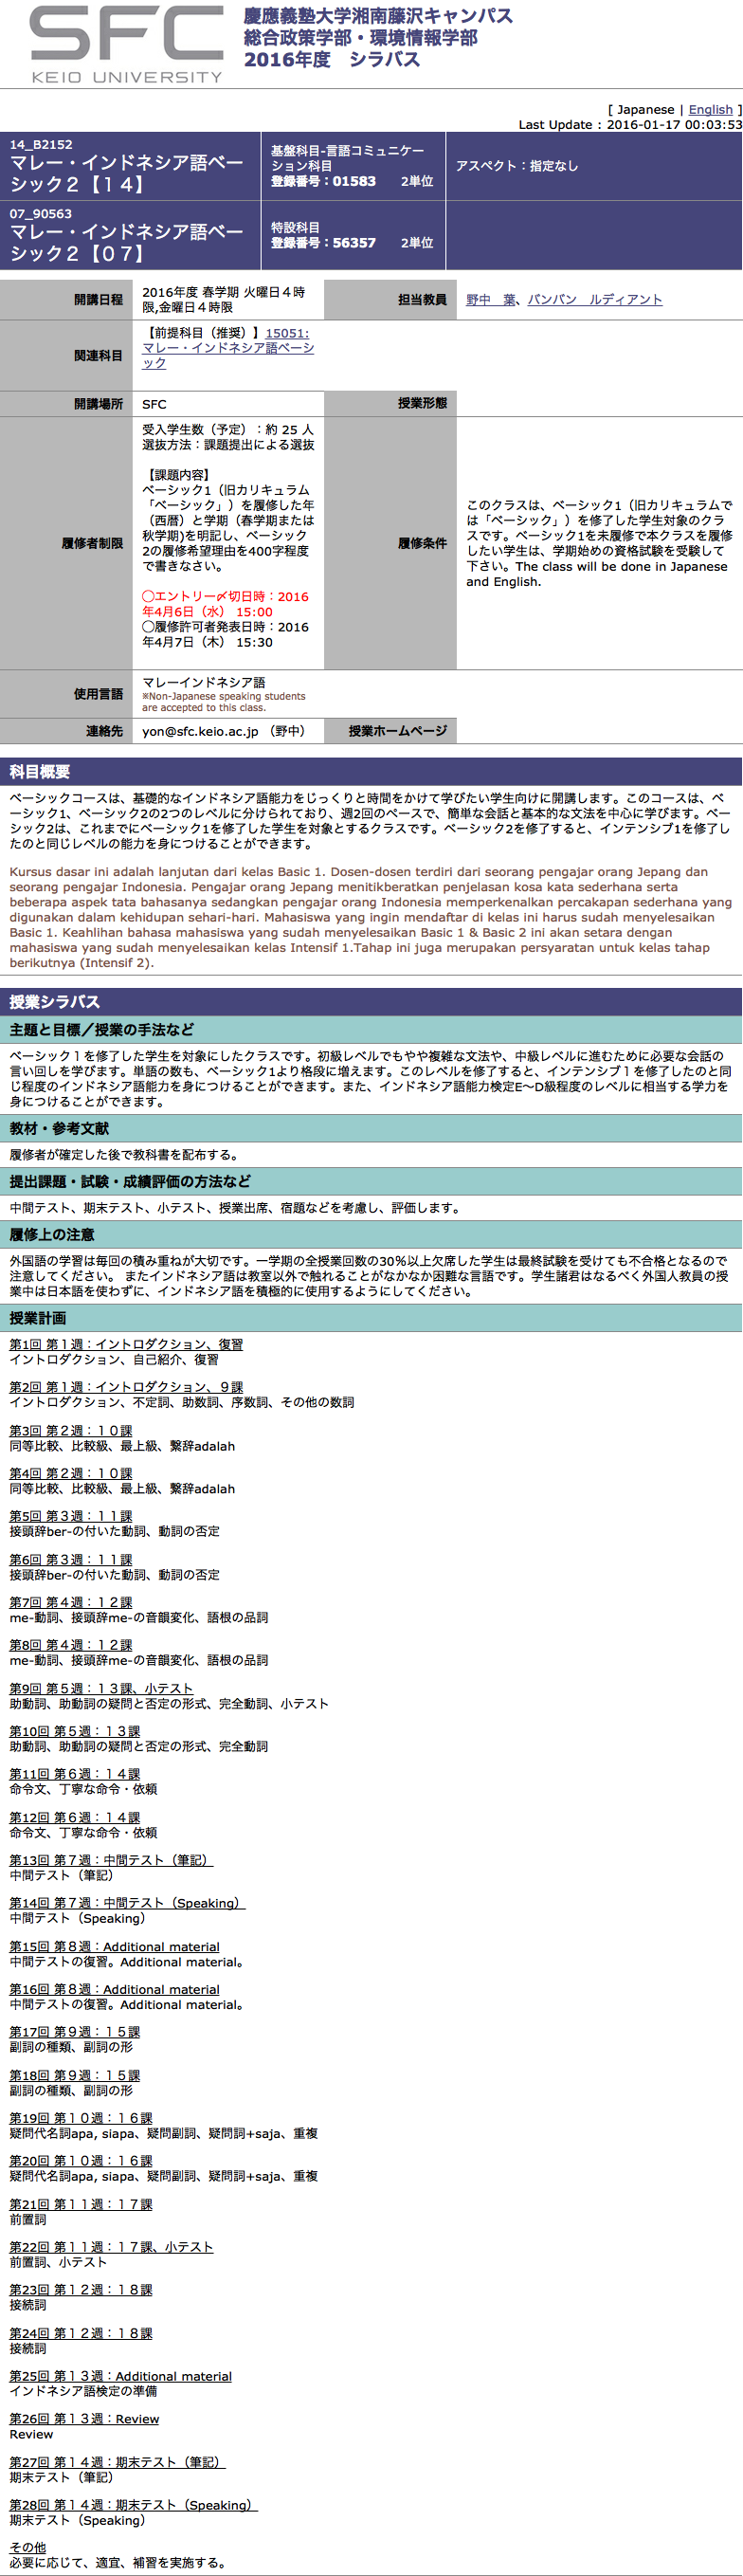 SFC
KEIO UNIVERSITY
慶應義塾大学湘南藤沢キャンパス
総合政策学部・環境情報学部
2016年度　シラバス
[ Japanese | English ]
Last Update : 2016-01-17 00:03:53
14_B2152
マレー・インドネシア語ベー
シック２【１４】
基盤科目-言語コミュニケー
ション科目
登録番号：01583　　2単位
アスペクト：指定なし
07_90563
マレー・インドネシア語ベー
シック２【０７】
特設科目
登録番号：56357　　2単位
開講日程
2016年度 春学期 火曜日４時
限,金曜日４時限
担当教員
野中　葉、バンバン　ルディアント
関連科目
【前提科目（推奨）】15051:
マレー・インドネシア語ベーシ
ック
開講場所
SFC
授業形態
履修者制限
受入学生数（予定）：約 25 人
選抜方法：課題提出による選抜
【課題内容】
ベーシック1（旧カリキュラム
「ベーシック」）を履修した年
（西暦）と学期（春学期または
秋学期)を明記し、ベーシック
2の履修希望理由を400字程度
で書きなさい。
◯エントリー〆切日時：2016
年4月6日（水） 15:00
◯履修許可者発表日時：2016
年4月7日（木） 15:30
履修条件
このクラスは、ベーシック1（旧カリキュラムで
は「ベーシック」）を修了した学生対象のクラ
スです。ベーシック1を未履修で本クラスを履修
したい学生は、学期始めの資格試験を受験して
下さい。The class will be done in Japanese
and English.
使用言語
マレーインドネシア語
※Non-Japanese speaking students
are accepted to this class.
連絡先
yon@sfc.keio.ac.jp （野中）
授業ホームページ
科目概要
ベーシックコースは、基礎的なインドネシア語能力をじっくりと時間をかけて学びたい学生向けに開講します。このコースは、ベ
ーシック1、ベーシック2の2つのレベルに分けられており、週2回のペースで、簡単な会話と基本的な文法を中心に学びます。ベー
シック2は、これまでにベーシック1を修了した学生を対象とするクラスです。ベーシック2を修了すると、インテンシブ1を修了し
たのと同じレベルの能力を身につけることができます。
Kursus dasar ini adalah lanjutan dari kelas Basic 1. Dosen-dosen terdiri dari seorang pengajar orang Jepang dan
seorang pengajar Indonesia. Pengajar orang Jepang menitikberatkan penjelasan kosa kata sederhana serta
beberapa aspek tata bahasanya sedangkan pengajar orang Indonesia memperkenalkan percakapan sederhana yang
digunakan dalam kehidupan sehari-hari. Mahasiswa yang ingin mendaftar di kelas ini harus sudah menyelesaikan
Basic 1. Keahlihan bahasa mahasiswa yang sudah menyelesaikan Basic 1 & Basic 2 ini akan setara dengan
mahasiswa yang sudah menyelesaikan kelas Intensif 1.Tahap ini juga merupakan persyaratan untuk kelas tahap
berikutnya (Intensif 2).
授業シラバス
主題と目標／授業の手法など
ベーシック１を修了した学生を対象にしたクラスです。初級レベルでもやや複雑な文法や、中級レベルに進むために必要な会話の
言い回しを学びます。単語の数も、ベーシック1より格段に増えます。このレベルを修了すると、インテンシブ１を修了したのと同
じ程度のインドネシア語能力を身につけることができます。また、インドネシア語能力検定E〜D級程度のレベルに相当する学力を
身につけることができます。
教材・参考文献
履修者が確定した後で教科書を配布する。
提出課題・試験・成績評価の方法など
中間テスト、期末テスト、小テスト、授業出席、宿題などを考慮し、評価します。
履修上の注意
外国語の学習は毎回の積み重ねが大切です。一学期の全授業回数の30％以上欠席した学生は最終試験を受けても不合格となるので
注意してください。 またインドネシア語は教室以外で触れることがなかなか困難な言語です。学生諸君はなるべく外国人教員の授
業中は日本語を使わずに、インドネシア語を積極的に使用するようにしてください。
授業計画
第1回 第１週：イントロダクション、復習
イントロダクション、自己紹介、復習
第2回 第１週：イントロダクション、９課
イントロダクション、不定詞、助数詞、序数詞、その他の数詞
第3回 第２週：１０課
同等比較、比較級、最上級、繋辞adalah
第4回 第２週：１０課
同等比較、比較級、最上級、繋辞adalah
第5回 第３週：１１課
接頭辞ber-の付いた動詞、動詞の否定
第6回 第３週：１１課
接頭辞ber-の付いた動詞、動詞の否定
第7回 第４週：１２課
me-動詞、接頭辞me-の音韻変化、語根の品詞
第8回 第４週：１２課
me-動詞、接頭辞me-の音韻変化、語根の品詞
第9回 第５週：１３課、小テスト
助動詞、助動詞の疑問と否定の形式、完全動詞、小テスト
第10回 第５週：１３課
助動詞、助動詞の疑問と否定の形式、完全動詞
第11回 第６週：１４課
命令文、丁寧な命令・依頼
第12回 第６週：１４課
命令文、丁寧な命令・依頼
第13回 第７週：中間テスト（筆記）
中間テスト（筆記）
第14回 第７週：中間テスト（Speaking）
中間テスト（Speaking）
第15回 第８週：Additional material
中間テストの復習。Additional material。
第16回 第８週：Additional material
中間テストの復習。Additional material。
第17回 第９週：１５課
副詞の種類、副詞の形
第18回 第９週：１５課
副詞の種類、副詞の形
第19回 第１０週：１６課
疑問代名詞apa, siapa、疑問副詞、疑問詞+saja、重複
第20回 第１０週：１６課
疑問代名詞apa, siapa、疑問副詞、疑問詞+saja、重複
第21回 第１１週：１７課
前置詞
第22回 第１１週：１７課、小テスト
前置詞、小テスト
第23回 第１２週：１８課
接続詞
第24回 第１２週：１８課
接続詞
第25回 第１３週：Additional material
インドネシア語検定の準備
第26回 第１３週：Review
Review
第27回 第１４週：期末テスト（筆記）
期末テスト（筆記）
第28回 第１４週：期末テスト（Speaking）
期末テスト（Speaking）
その他
必要に応じて、適宜、補習を実施する。